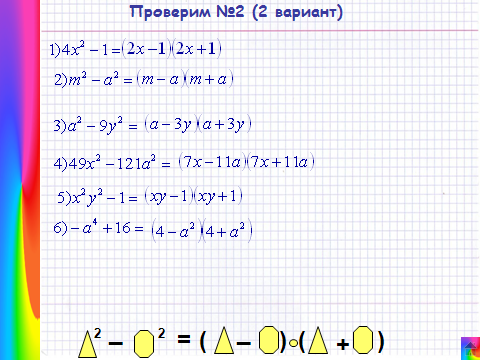 Проверим №2 (2 вариант)
1)4x² − 1=(2x−1)(2x+1)
2)m² − a² = (m − a)(m + a)
3)a² − 9y² = (a − 3y)(a + 3y)
4)49x² − 121a² = (7x − 11a)(7x + 11a)
5)x² y² − 1 = (xy − 1)(xy + 1)
6) − a⁴ + 16 = (4 − a²)(4 + a²)
² − ² = ( − )∘( + )